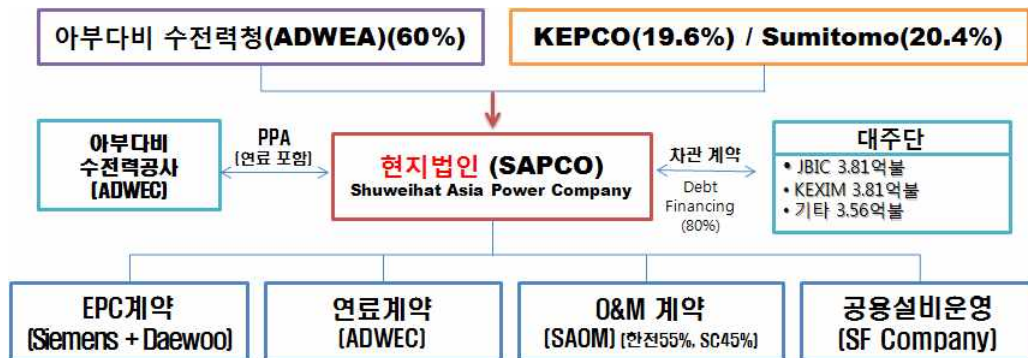 아부다비 수전력청(ADWEA)(60%)
KEPCO(19.6%) / Sumitomo(20.4%)
아부다비
수전력공사
(ADWEC)
PPA
(연료 포함)
현지법인 (SAPCO)
Shuweihat Asia Power Company
차관 계약
Debt
Financing
(80%)
대주단
• JBIC 3.81억불
• KEXIM 3.81억불
• 기타 3.56억불
EPC계약
(Siemens + Daewoo)
연료계약
(ADWEC)
O&M 계약
(SAOM) (한전55%, SC45%)
공용설비운영
(SF Company)